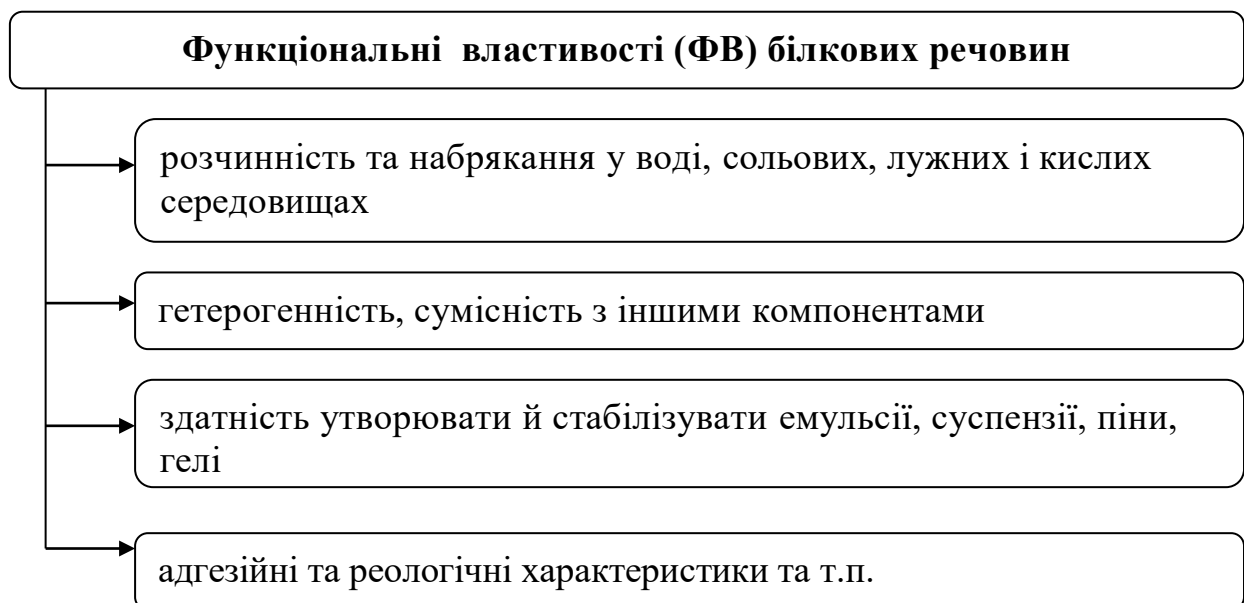 Функціональні властивості (ФВ) білкових речовин
розчинність та набрякання у воді, сольових, лужних і кислих
середовищах
гетерогенність, сумісність з іншими компонентами
здатність утворювати й стабілізувати емульсії, суспензії, піни,
гелі
адгезійні та реологічні характеристики та т.п.